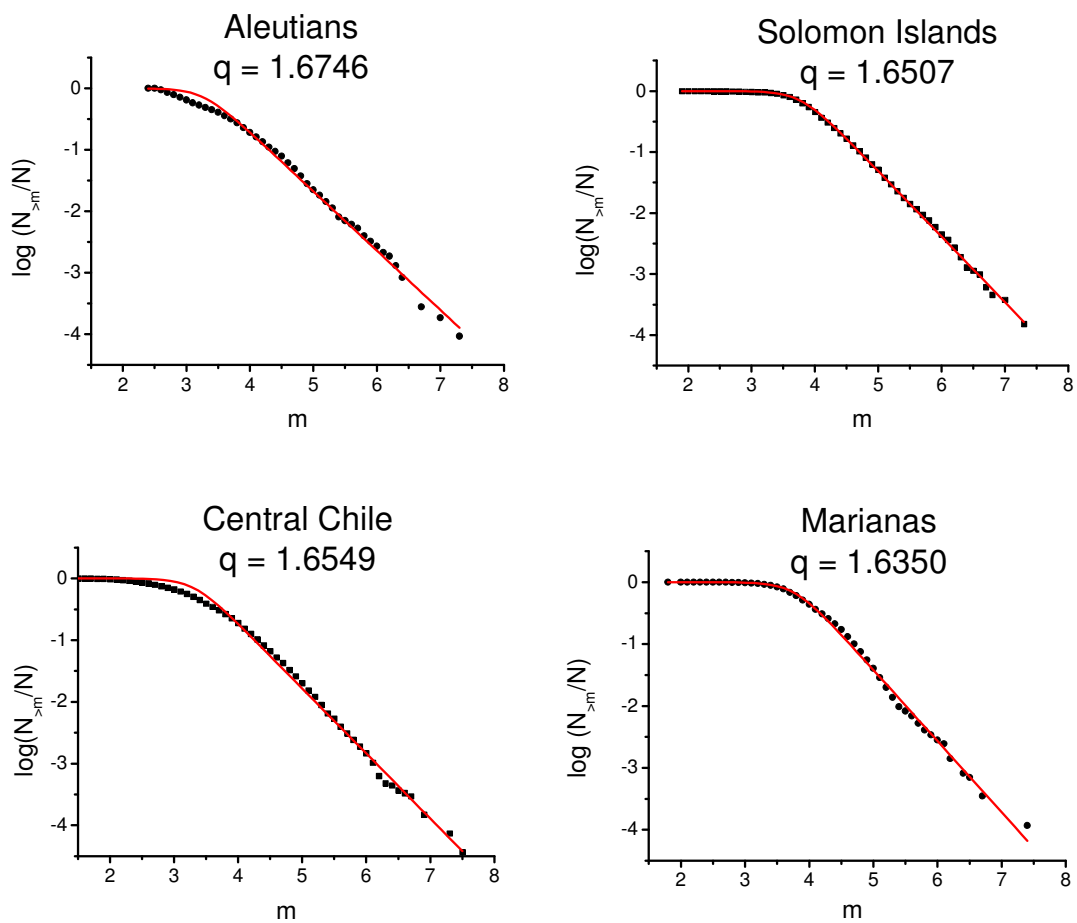 Aleutians
q = 1.6746
0
-1
-2
-3
-4
log (N>m/N)
2 3 4 5 6 7 8
m
Solomon Islands
q = 1.6507
0
-1
-2
-3
-4
log(N>m/N)
2 3 4 5 6 7 8
m
Central Chile
q = 1.6549
0
-1
-2
-3
-4
log(N>m/N)
2 3 4 5 6 7 8
m
Marianas
q = 1.6350
0
-1
-2
-3
-4
log (N>m/N)
2 3 4 5 6 7 8
m